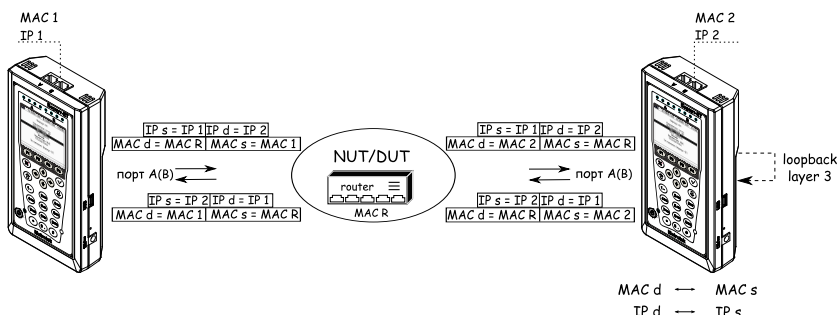 MAC 1
IP 1
MAC 2
IP 2
IP s = IP 1 IP d = IP 2
MAC d = MAC R MAC s = MAC 1
порт A(B)
IP s = IP 2 IP d = IP 1
MAC d = MAC 1 MAC s = MAC R
NUT/DUT
router
MAC R
IP s = IP 1 IP d = IP 2
MAC d = MAC 2 MAC s = MAC R
порт A(B)
IP s = IP 2 IP d = IP 1
MAC d = MAC R MAC s = MAC 2
loopback
layer 3
MAC d ↔ MAC s
IP d ↔ IP s